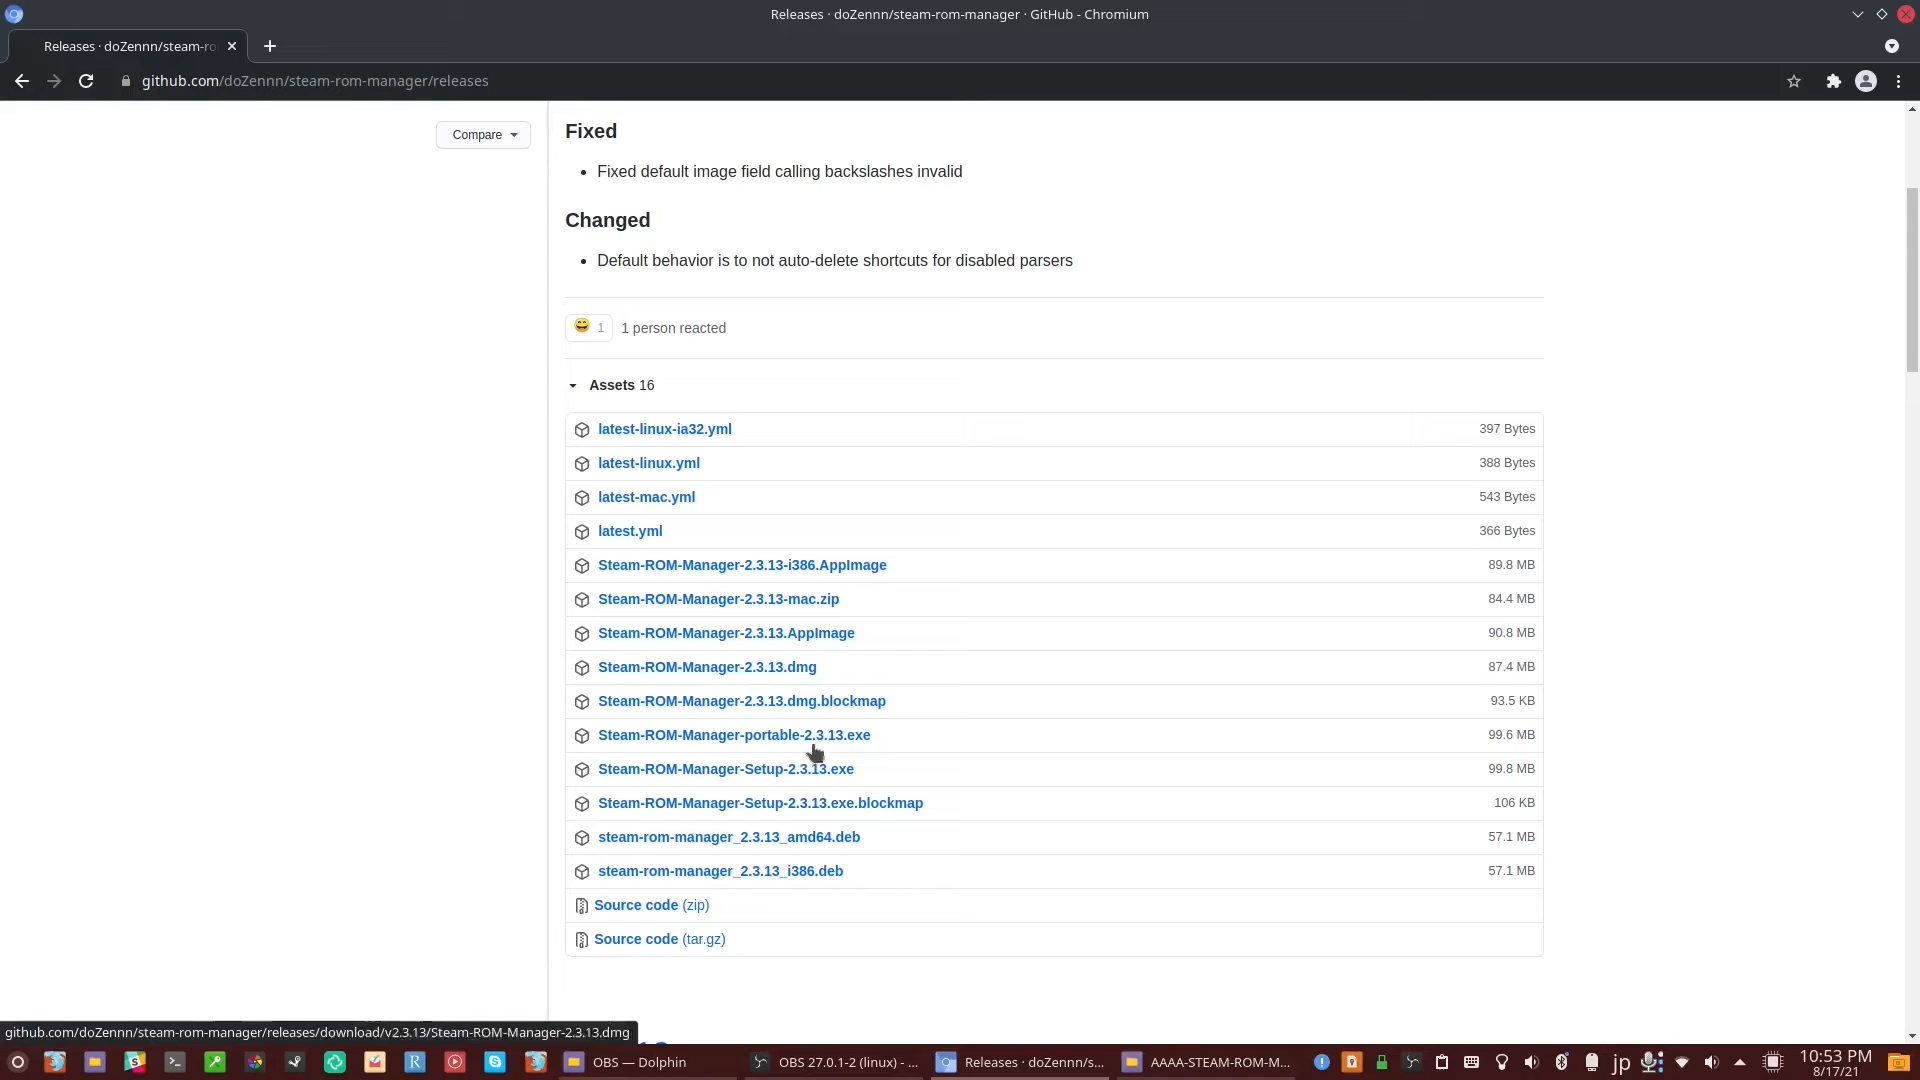 Releases · doZennn/steam-rom-manager · GitHub - Chromium
Releases · doZennn/steam-ro
github.com/doZennn/steam-rom-manager/releases
Compare
Fixed
Fixed default image field calling backslashes invalid
Changed
Default behavior is to not auto-delete shortcuts for disabled parsers
1 1 person reacted
Assets 16
latest-linux-ia32.yml 397 Bytes
latest-linux.yml 388 Bytes
latest-mac.yml 543 Bytes
latest.yml 366 Bytes
Steam-ROM-Manager-2.3.13-i386.AppImage 89.8 MB
Steam-ROM-Manager-2.3.13-mac.zip 84.4 MB
Steam-ROM-Manager-2.3.13.AppImage 90.8 MB
Steam-ROM-Manager-2.3.13.dmg 87.4 MB
Steam-ROM-Manager-2.3.13.dmg.blockmap 93.5 KB
Steam-ROM-Manager-portable-2.3.13.exe 99.6 MB
Steam-ROM-Manager-Setup-2.3.13.exe 99.8 MB
Steam-ROM-Manager-Setup-2.3.13.exe.blockmap 106 KB
steam-rom-manager_2.3.13_amd64.deb 57.1 MB
steam-rom-manager_2.3.13_i386.deb 57.1 MB
Source code (zip)
Source code (tar.gz)
github.com/doZennn/steam-rom-manager/releases/download/v2.3.13/Steam-ROM-Manager-2.3.13.dmg
OBS — Dolphin OBS 27.0.1-2 (linux) - ... Releases · doZennn/s... AAAA-STEAM-ROM-M... jp 10:53 PM
8/17/21